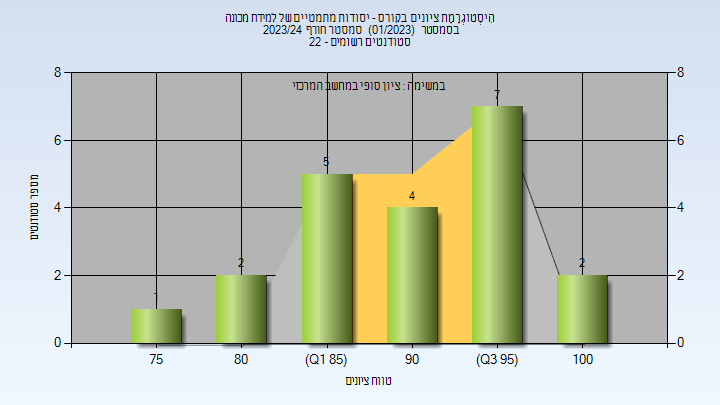 היסטוגרמת ציונים בקורס - יסודות מתמטיים של למידת מכונה
בסמסטר (01/2023) סמסטר חורף 2023/24
סטודנטים רשומים - 22
במשימה : ציון סופי במחשב המרכזי
8 8
6 6
4 4
2 2
0 0
מספר סטודנטים
1 2 5 4 7 2
75 80 (Q1 85) 90 (Q3 95) 100
טווח ציונים